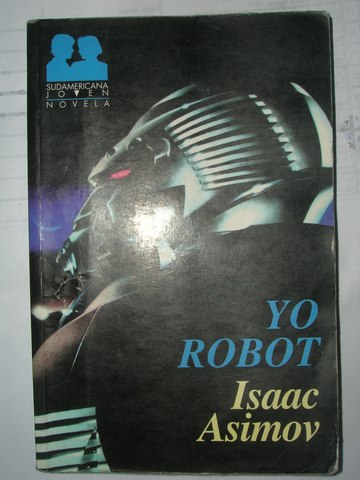 SUDAMERICANA
JOVEN
NOVELA
YO
ROBOT
Isaac
Asimov